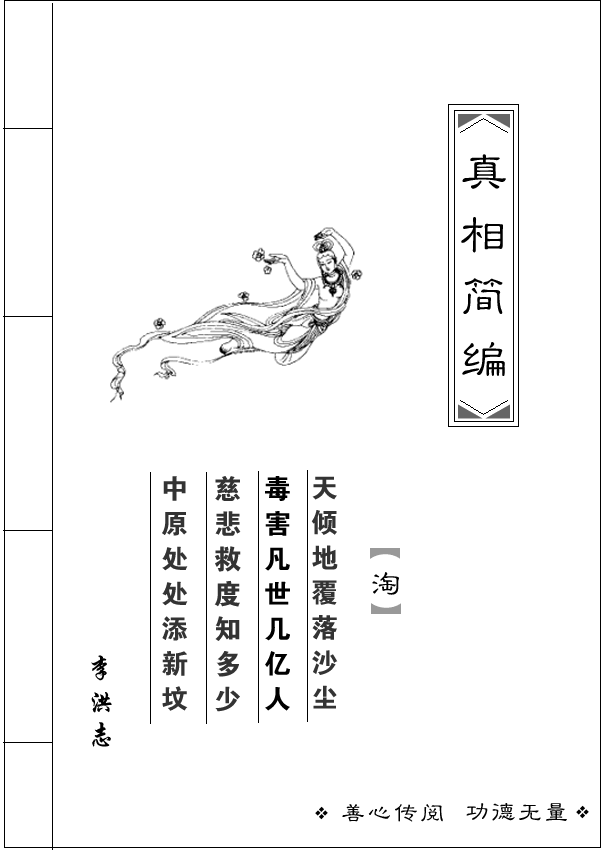 真相简编
淘
天倾地覆落沙尘
毒害凡世几亿人
慈悲救度知多少
中原处处添新坟
李洪志
❖ 善心传阅 功德无量 ❖